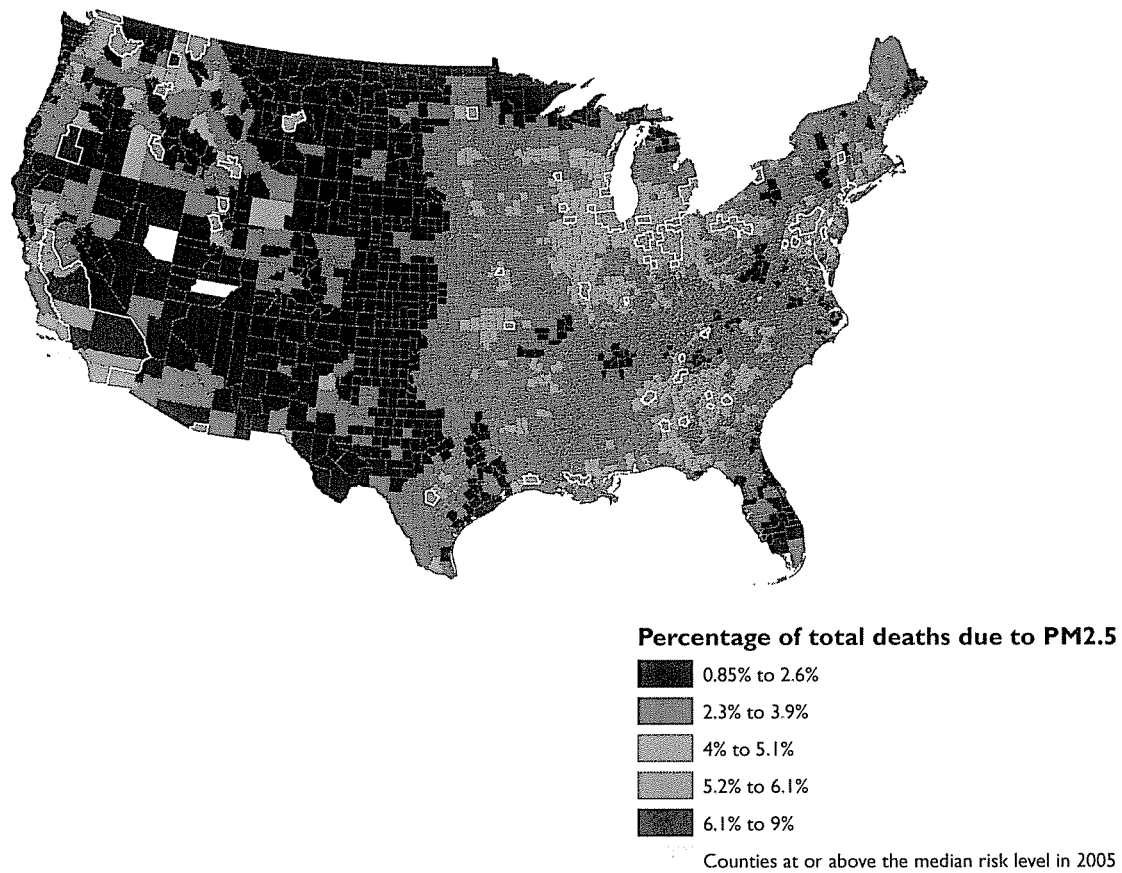 Percentage of total deaths due to PM2.5
0.85% to 2.6%
2.3% to 3.9%
4% to 5.1%
5.2% to 6.1%
6.1% to 9%
Counties at or above the median risk level in 2005